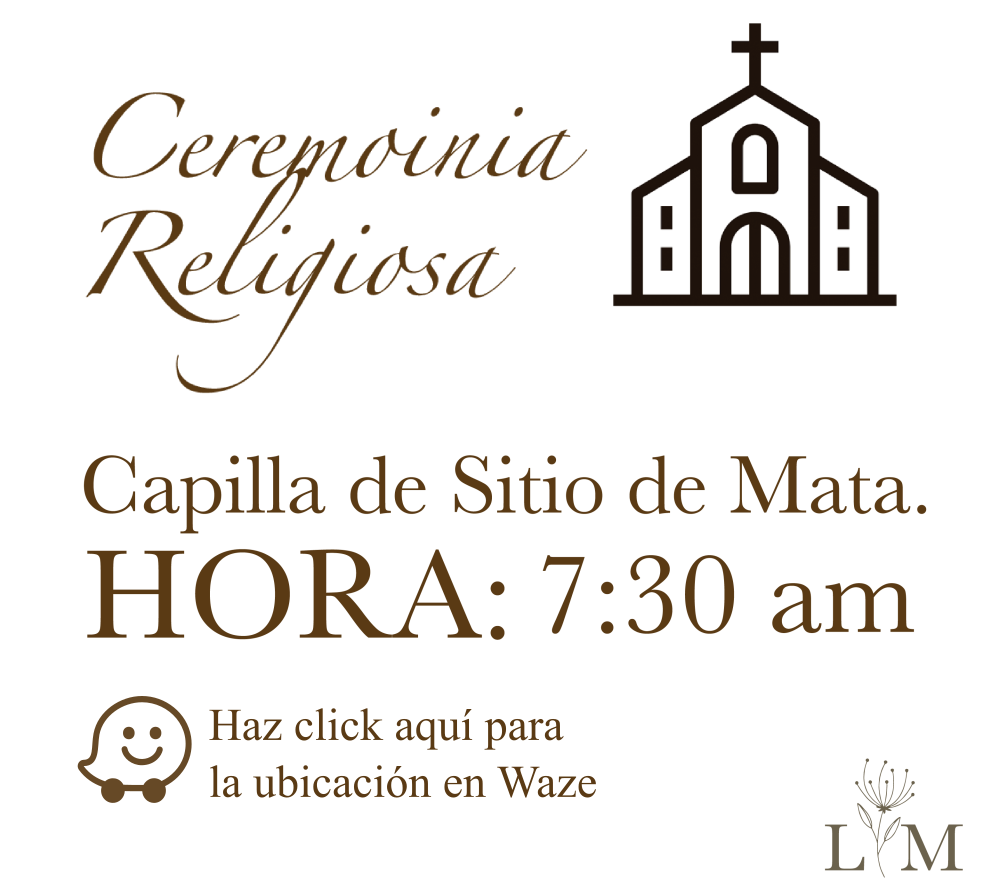 Ceremoinia
Religiosa
Capilla de Sitio de Mata.
HORA: 7:30 am
Haz click aquí para
la ubicación en Waze
L M